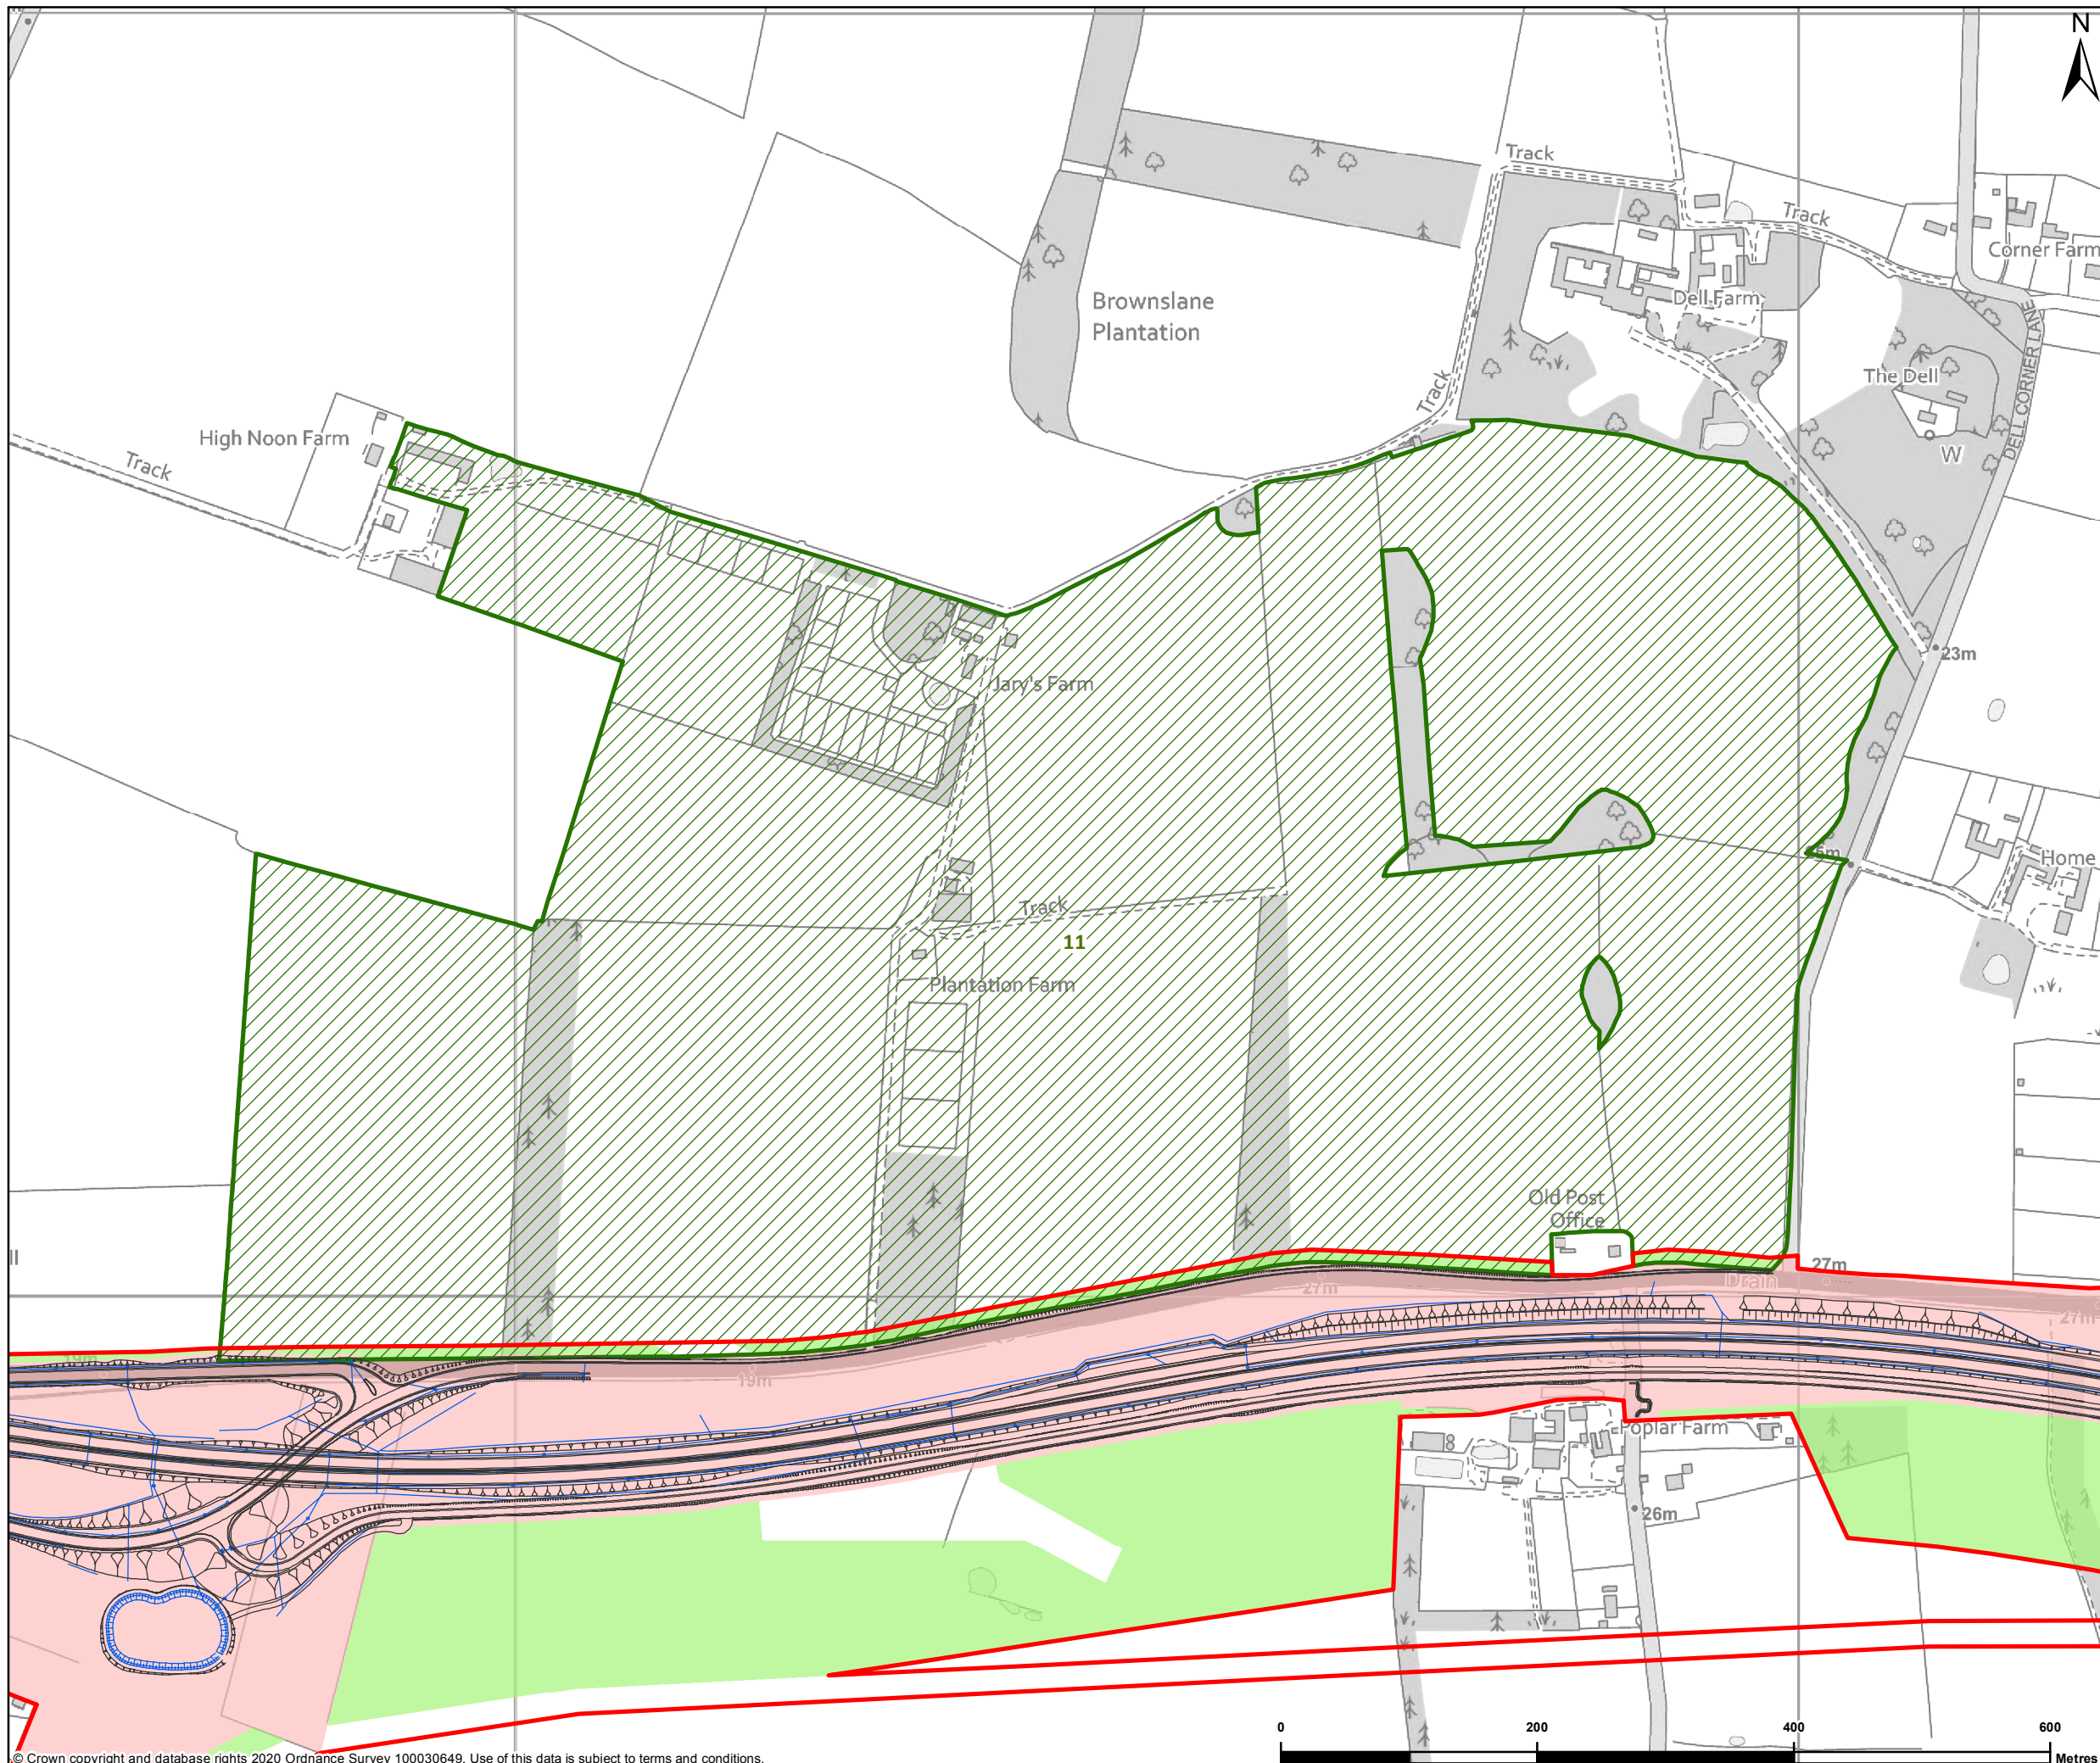 N
Track
Track
Corner Farm
Dell Farm
Brownslane
Plantation
DELL CORNER LANE
The Dell
Track
High Noon Farm
W
Track
23m
Jary's Farm
Home
Track
11
Plantation Farm
Old Post
Office
ll
27m
Drain
27m
27m
19m
19m
Poplar Farm
26m
0
200
400
600
Metres
© Crown copyright and database rights 2020 Ordnance Survey 100030649. Use of this data is subject to terms and conditions.